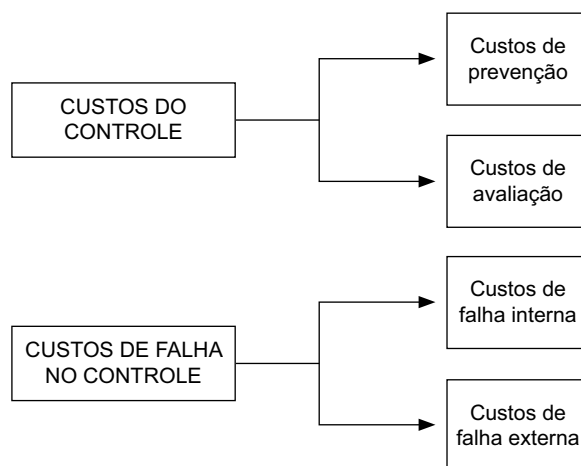 Custos de
prevenção
CUSTOS DO
CONTROLE
Custos de
avaliação
Custos de
falha interna
CUSTOS DE FALHA
NO CONTROLE
Custos de
falha externa